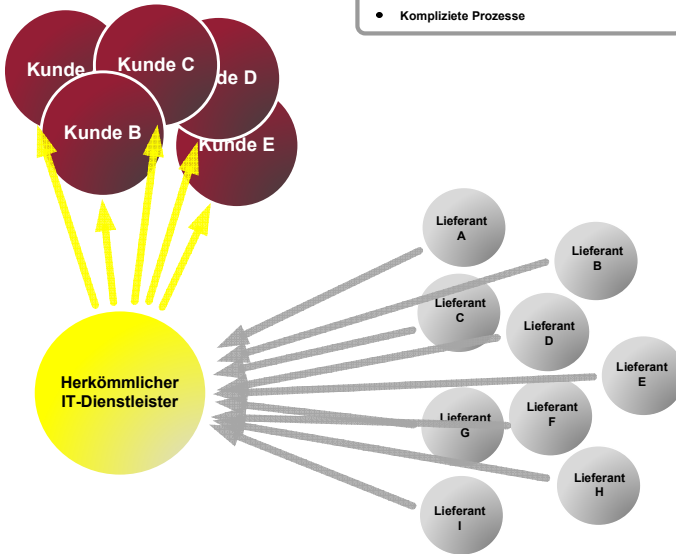 • Kompliziete Prozesse
Kunde
Kunde C
de D
Kunde B
Kunde E
Lieferant
A
Lieferant
B
Lieferant
C
Lieferant
D
Lieferant
E
Herkömmlicher
IT-Dienstleister
Lieferant
F
Lieferant
G
Lieferant
H
Lieferant
I